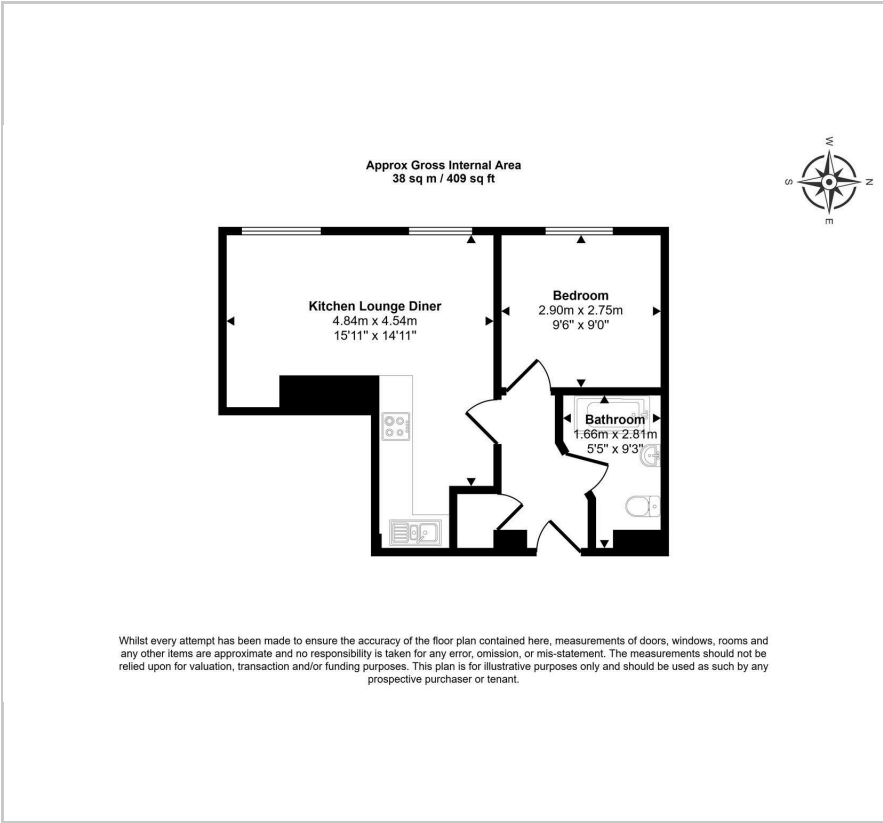 Approx Gross Internal Area
38 sq m / 409 sq ft
W
N
S
E
Kitchen Lounge Diner
4.84m x 4.54m
15'11" x 14'11"
Bedroom
2.90m x 2.75m
9'6" x 9'0"
Bathroom
1.66m x 2.81m
5'5" x 9'3"
Whilst every attempt has been made to ensure the accuracy of the floor plan contained here, measurements of doors, windows, rooms and
any other items are approximate and no responsibility is taken for any error, omission, or mis-statement. The measurements should not be
relied upon for valuation, transaction and/or funding purposes. This plan is for illustrative purposes only and should be used as such by any
prospective purchaser or tenant.